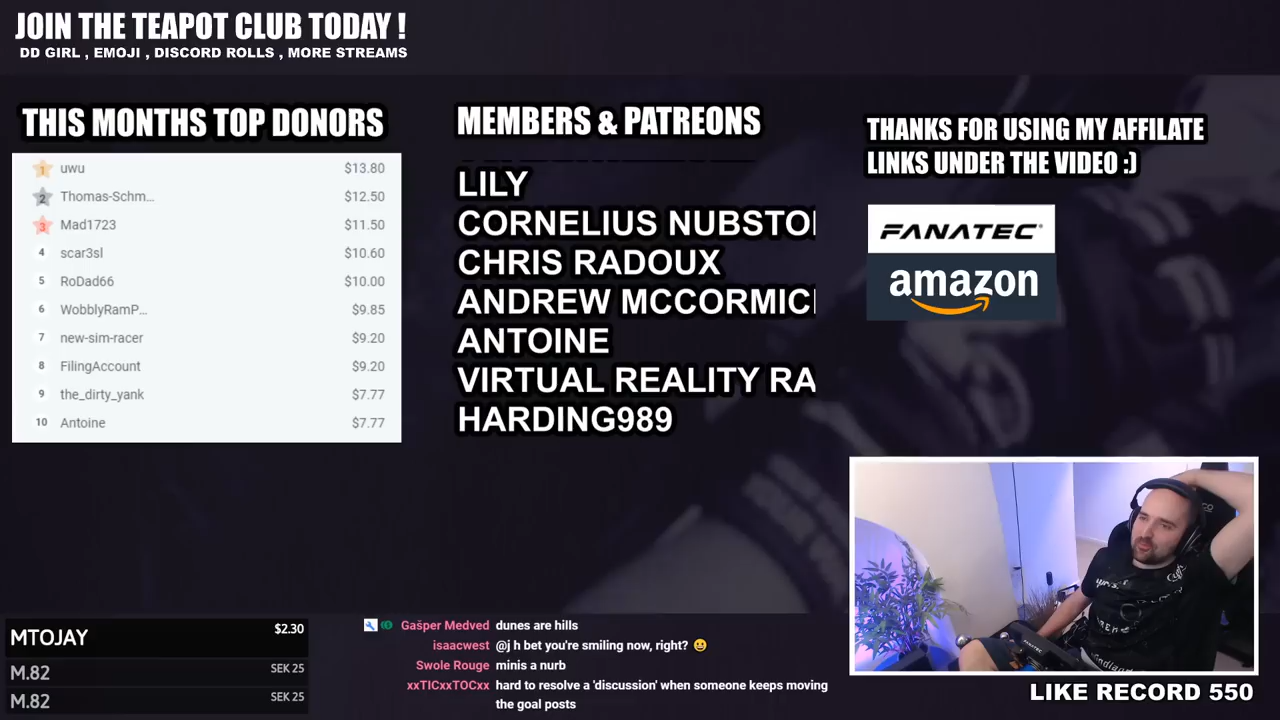 JOIN THE TEAPOT CLUB TODAY !
DD GIRL , EMOJI , DISCORD ROLLS , MORE STREAMS
THIS MONTHS TOP DONORS
1 uwu $13.80
2 Thomas-Schm... $12.50
3 Mad1723 $11.50
4 scar3sl $10.60
5 RoDad66 $10.00
6 WobblyRamP... $9.85
7 new-sim-racer $9.20
8 FilingAccount $9.20
9 the_dirty_yank $7.77
10 Antoine $7.77
MEMBERS & PATREONS
LILY
CORNELIUS NUBSTO
CHRIS RADOUX
ANDREW MCCORMIC
ANTOINE
VIRTUAL REALITY RA
HARDING989
THANKS FOR USING MY AFFILATE
LINKS UNDER THE VIDEO :)
FANATEC
amazon
MTOJAY $2.30
M.82 SEK 25
M.82 SEK 25
Gašper Medved dunes are hills
isaacwest @j h bet you're smiling now, right? 😃
Swole Rouge minis a nurb
xxTICxxTOCxx hard to resolve a 'discussion' when someone keeps moving
the goal posts
FANATEC
LIKE RECORD 550